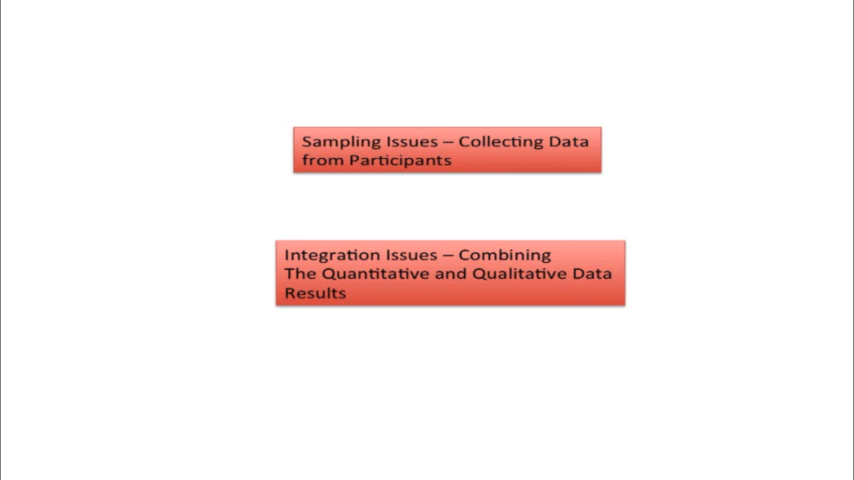 Sampling Issues – Collecting Data
from Participants
Integration Issues – Combining
The Quantitative and Qualitative Data
Results